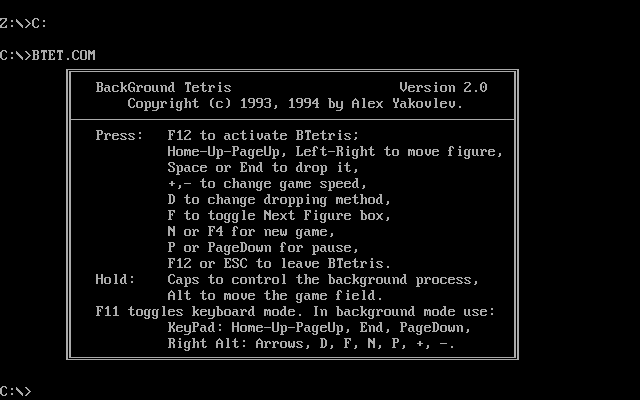 Z:\>C:
C:\>BTET.COM
BackGround Tetris Version 2.0
Copyright (c) 1993, 1994 by Alex Yakovlev.
Press: F12 to activate BTetris;
Home-Up-PageUp, Left-Right to move figure,
Space or End to drop it,
+,- to change game speed,
D to change dropping method,
F to toggle Next Figure box,
N or F4 for new game,
P or PageDown for pause,
F12 or ESC to leave BTetris.
Hold: Caps to control the background process,
Alt to move the game field.
F11 toggles keyboard mode. In background mode use:
KeyPad: Home-Up-PageUp, End, PageDown,
Right Alt: Arrows, D, F, N, P, +, -.
C:\>